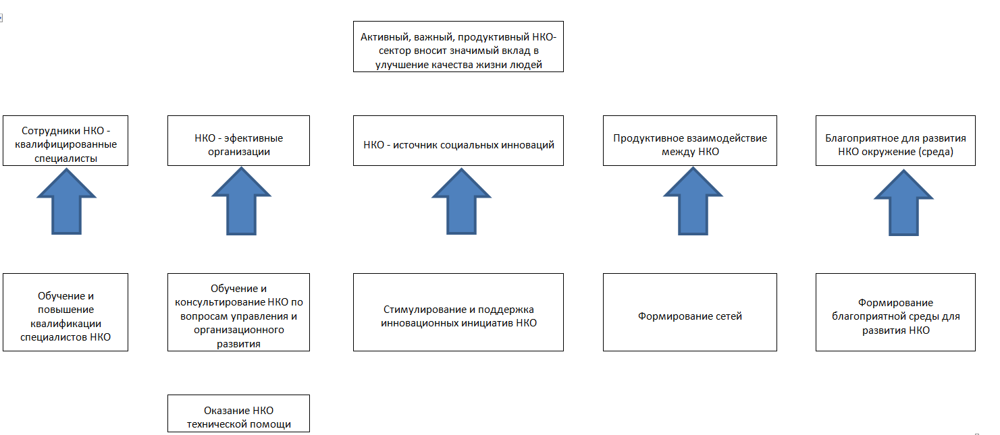 Активный, важный, продуктивный НКО-
сектор вносит значимый вклад в
улучшение качества жизни людей
Сотрудники НКО -
квалифицированные
специалисты
НКО - эфективные
организации
НКО - источник социальных инноваций
Продуктивное взаимодействие
между НКО
Благоприятное для развития
НКО окружение (среда)
Обучение и
повышение
квалификации
специалистов НКО
Обучение и
консультирование НКО по
вопросам управления и
организационного
развития
Стимулирование и поддержка
инновационных инициатив НКО
Формирование сетей
Формирование
благоприятной среды для
развития НКО
Оказание НКО
технической помощи